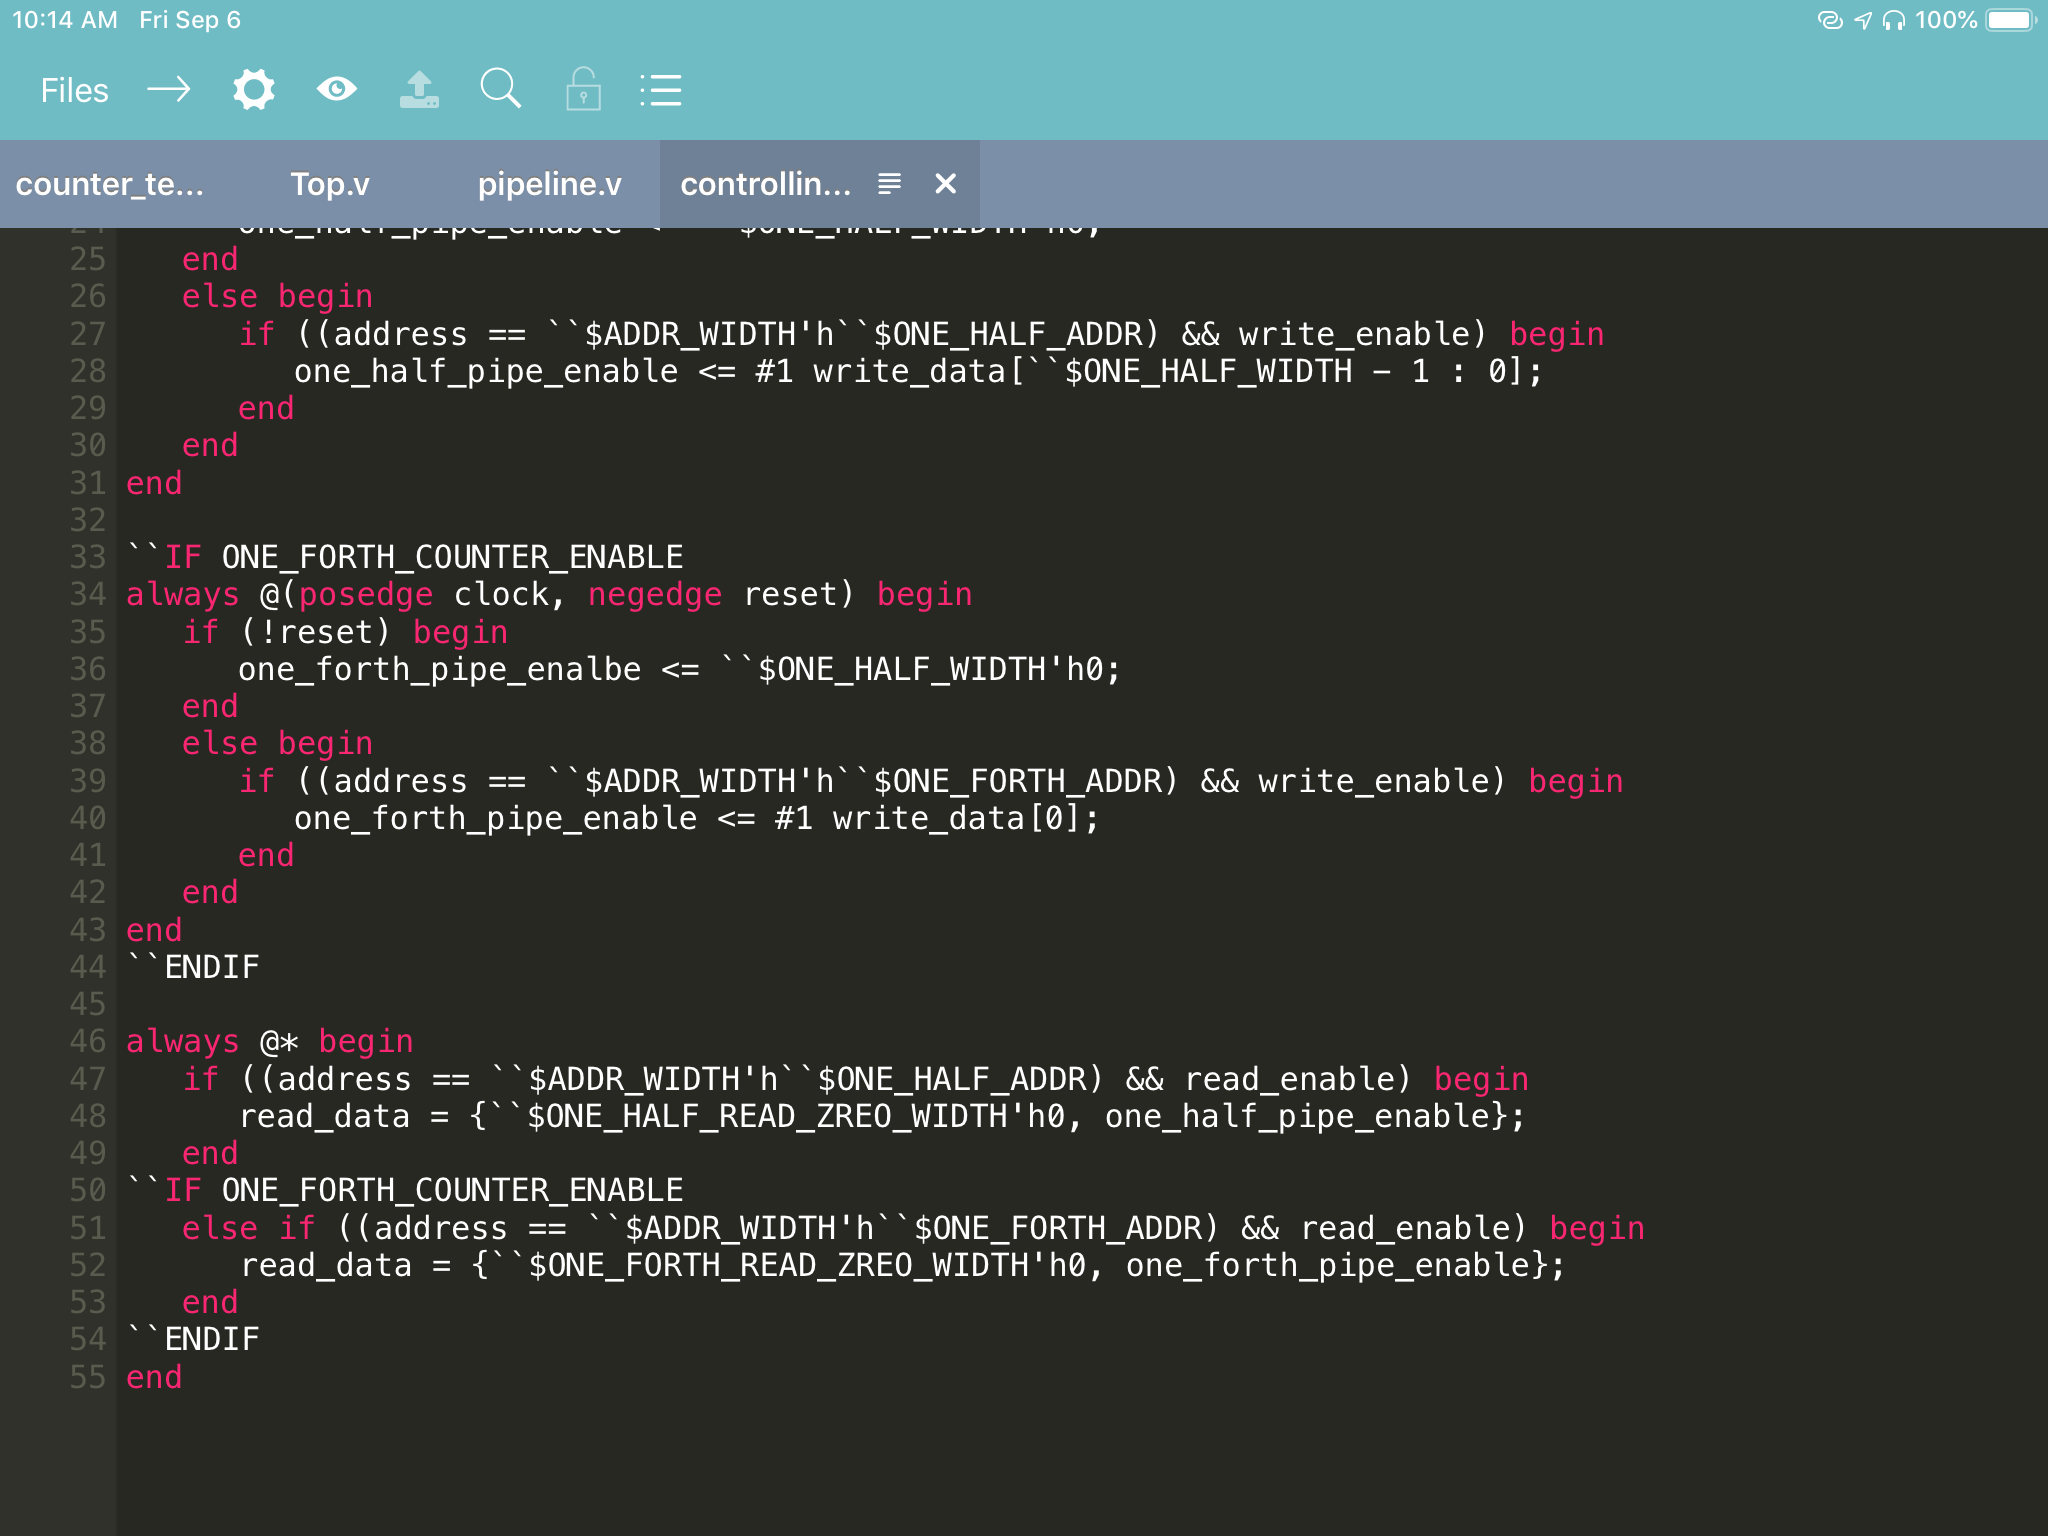 10:14 AM Fri Sep 6 100%
Files
counter_te... Top.v pipeline.v controllin...
25    end
26    else begin
27       if ((address == ``$ADDR_WIDTH'h``$ONE_HALF_ADDR) && write_enable) begin
28          one_half_pipe_enable <= #1 write_data[``$ONE_HALF_WIDTH - 1 : 0];
29       end
30    end
31 end
32
33 ``IF ONE_FORTH_COUNTER_ENABLE
34 always @(posedge clock, negedge reset) begin
35    if (!reset) begin
36       one_forth_pipe_enalbe <= ``$ONE_HALF_WIDTH'h0;
37    end
38    else begin
39       if ((address == ``$ADDR_WIDTH'h``$ONE_FORTH_ADDR) && write_enable) begin
40          one_forth_pipe_enable <= #1 write_data[0];
41       end
42    end
43 end
44 ``ENDIF
45
46 always @* begin
47    if ((address == ``$ADDR_WIDTH'h``$ONE_HALF_ADDR) && read_enable) begin
48       read_data = {``$ONE_HALF_READ_ZREO_WIDTH'h0, one_half_pipe_enable};
49    end
50 ``IF ONE_FORTH_COUNTER_ENABLE
51    else if ((address == ``$ADDR_WIDTH'h``$ONE_FORTH_ADDR) && read_enable) begin
52       read_data = {``$ONE_FORTH_READ_ZREO_WIDTH'h0, one_forth_pipe_enable};
53    end
54 ``ENDIF
55 end